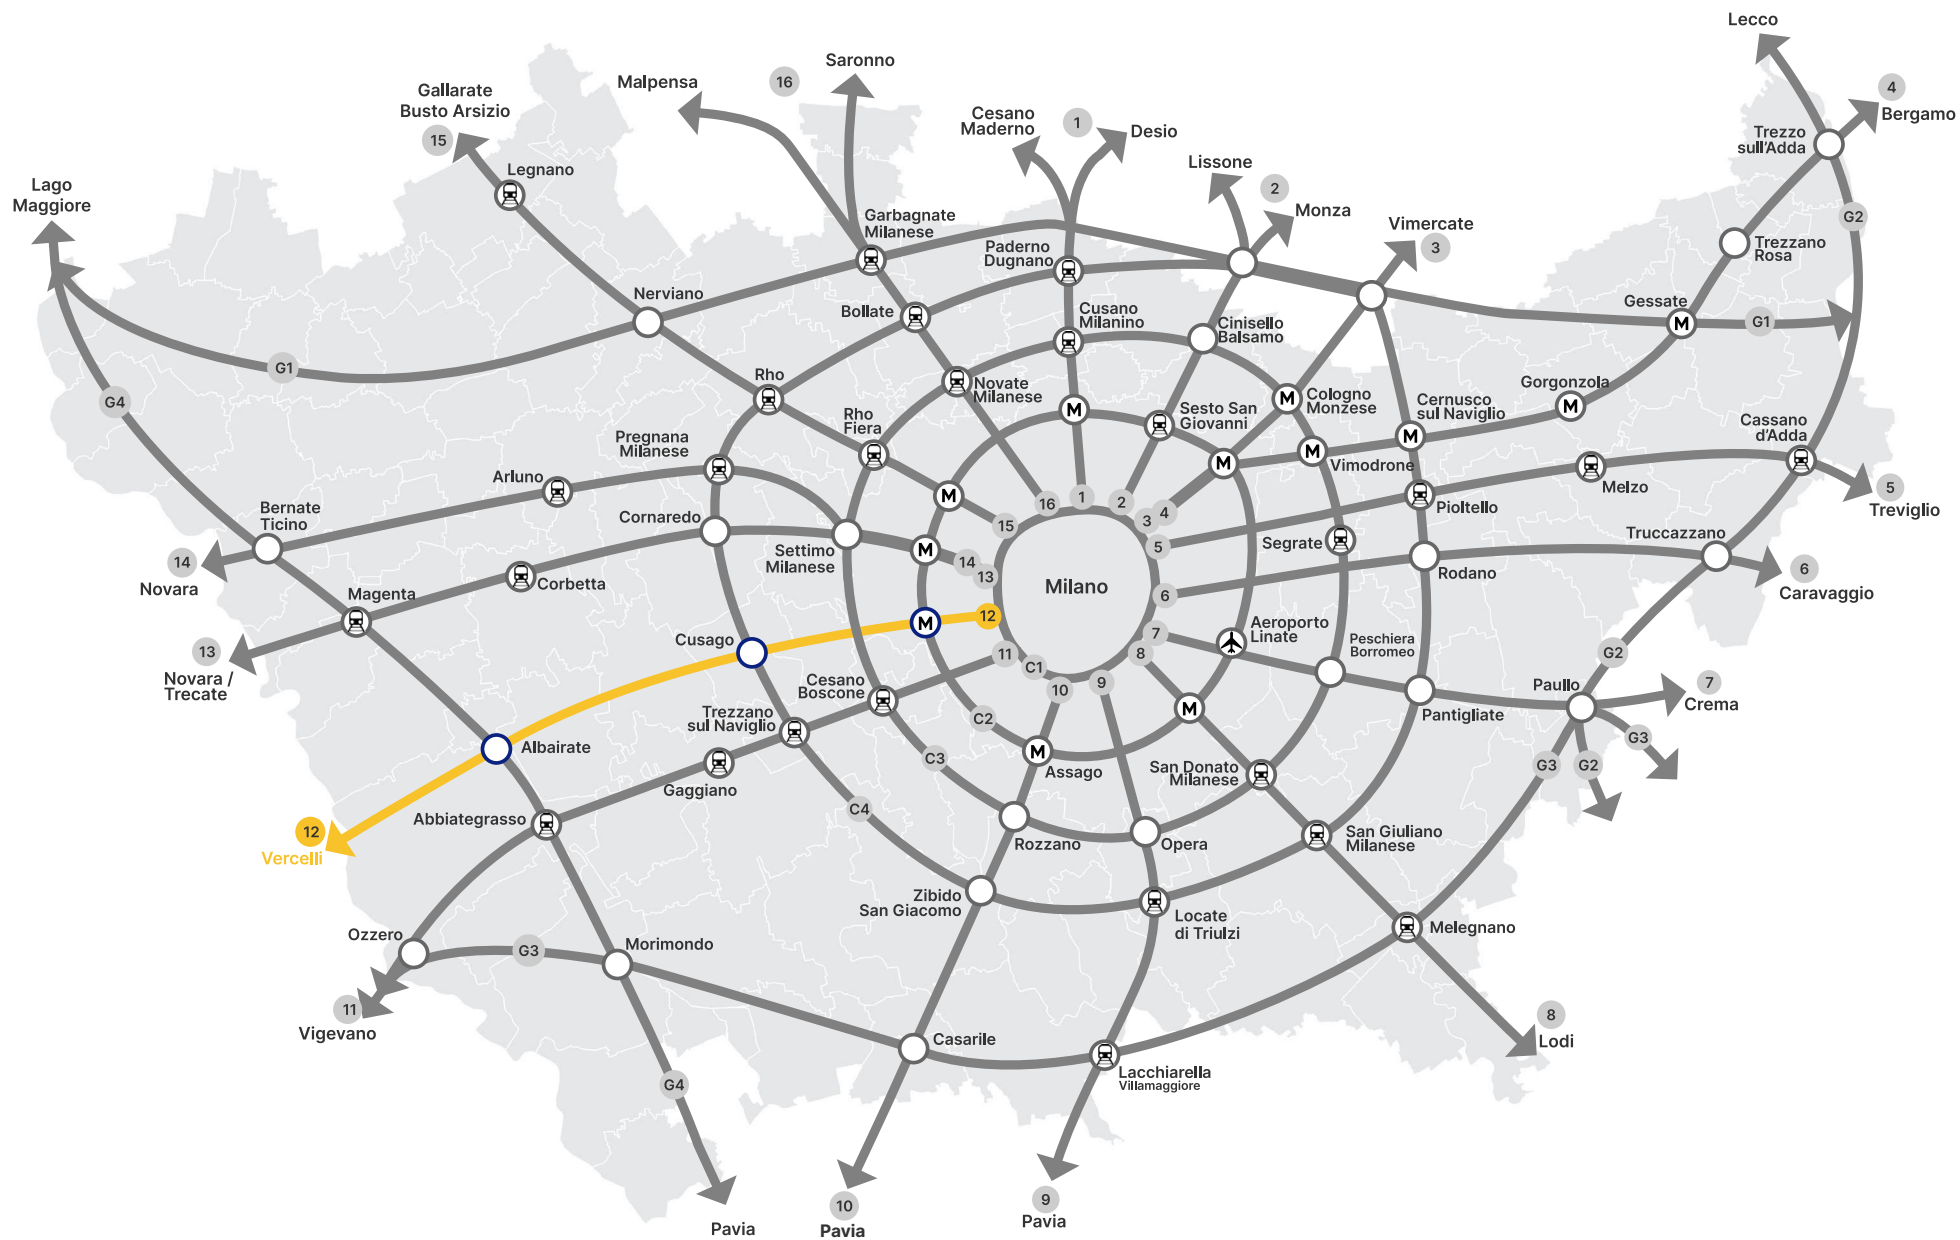 Lecco
4
Bergamo
Trezzo
sull'Adda
Saronno
16
Malpensa
Gallarate
Busto Arsizio
15
Cesano
Maderno
1
Desio
Lissone
2
Monza
Vimercate
3
Legnano
Lago
Maggiore
Garbagnate
Milanese
Paderno
Dugnano
G2
Trezzano
Rosa
Nerviano
Bollate
Cusano
Milanino
Cinisello
Balsamo
Gessate
M
G1
G1
G4
Rho
Novate
Milanese
Cologno
Monzese
M
Gorgonzola
M
Cernusco
sul Naviglio
M
Rho
Fiera
M
Sesto San
Giovanni
Cassano
d'Adda
Pregnana
Milanese
M
Vimodrone
M
Melzo
Arluno
M
5
Treviglio
Pioltello
16
1
2
3
4
15
Bernate
Ticino
Cornaredo
Settimo
Milanese
M
14
13
5
Segrate
Truccazzano
14
Novara
Corbetta
Milano
Rodano
6
Caravaggio
Magenta
6
12
M
Cusago
7
8
Aeroporto
Linate
Peschiera
Borromeo
G2
13
Novara /
Trecate
11
C1
10
9
Cesano
Boscone
Paullo
7
Crema
Trezzano
sul Naviglio
C2
M
Pantigliate
G3
Albairate
M
Assago
C3
San Donato
Milanese
G3
G2
Gaggiano
C4
12
Vercelli
Abbiategrasso
Rozzano
Opera
San Giuliano
Milanese
Zibido
San Giacomo
Locate
di Triulzi
Melegnano
Ozzero
G3
Morimondo
11
Vigevano
8
Lodi
Casarile
Lacchiarella
Villamaggiore
G4
10
Pavia
9
Pavia
Pavia